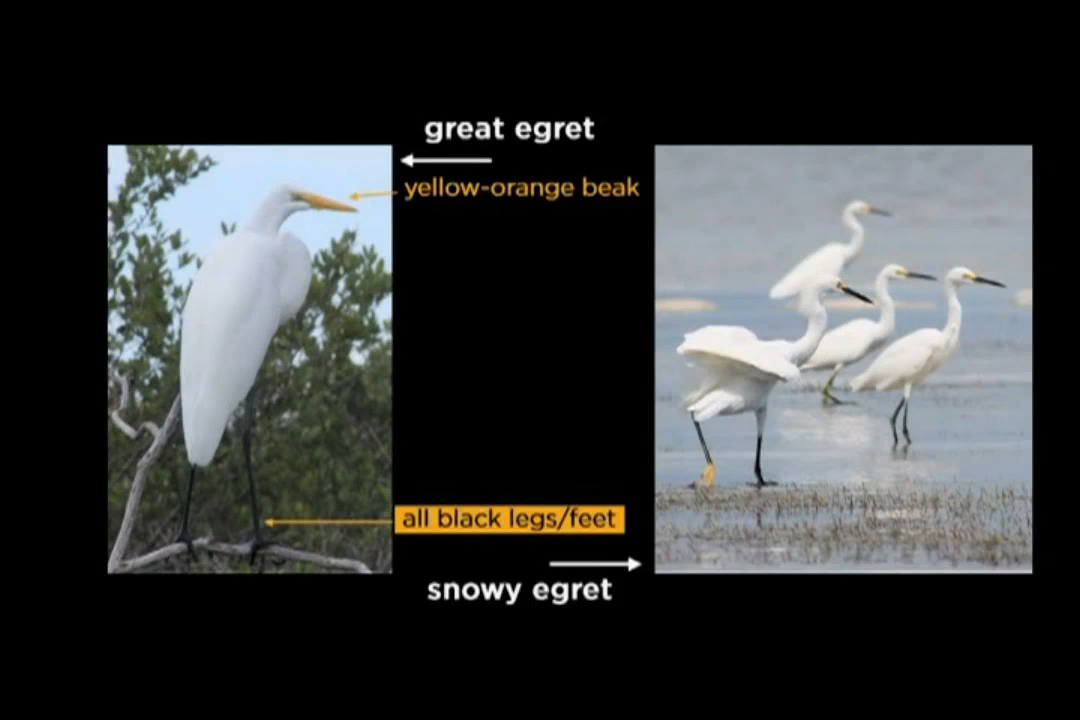 great egret
yellow-orange beak
all black legs/feet
snowy egret